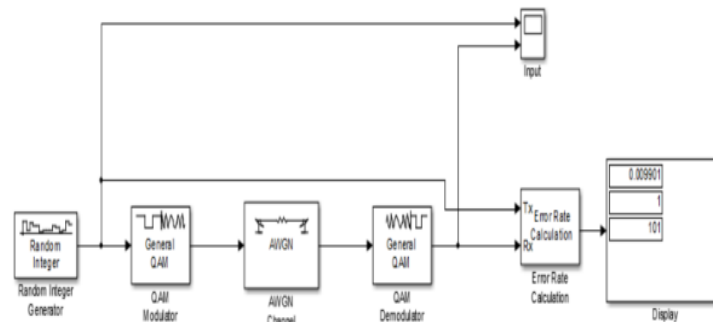 Input
Random
Integer
Random Integer
Generator
General
QAM
QAM
Modulator
AWGN
AWGN
Channel
General
QAM
QAM
Demodulator
Tx
Rx
Error Rate
Calculation
Error Rate
Calculation
0.009901
1
101
Display